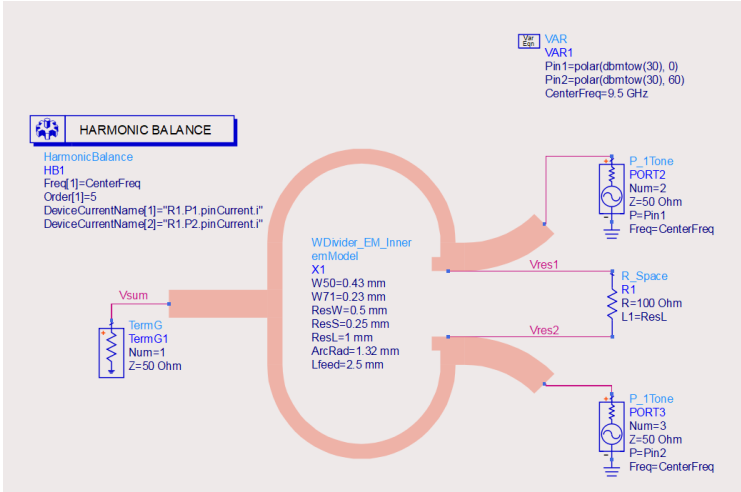 Var
Eqn
VAR
VAR1
Pin1=polar(dbmtow(30), 0)
Pin2=polar(dbmtow(30), 60)
CenterFreq=9.5 GHz
HARMONIC BALANCE
HarmonicBalance
HB1
Freq[1]=CenterFreq
Order[1]=5
DeviceCurrentName[1]="R1.P1.pinCurrent.i"
DeviceCurrentName[2]="R1.P2.pinCurrent.i"
P_1Tone
PORT2
Num=2
Z=50 Ohm
P=Pin1
Freq=CenterFreq
WDivider_EM_Inner
emModel
X1
W50=0.43 mm
W71=0.23 mm
ResW=0.5 mm
ResS=0.25 mm
ResL=1 mm
ArcRad=1.32 mm
Lfeed=2.5 mm
Vres1
R_Space
R1
R=100 Ohm
L1=ResL
Vres2
Vsum
TermG
TermG1
Num=1
Z=50 Ohm
P_1Tone
PORT3
Num=3
Z=50 Ohm
P=Pin2
Freq=CenterFreq